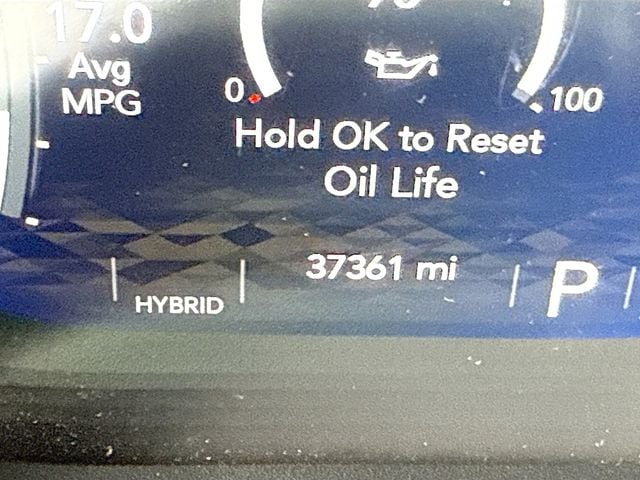 17.0
Avg
MPG
0
100
Hold OK to Reset
Oil Life
37361 mi
HYBRID
P